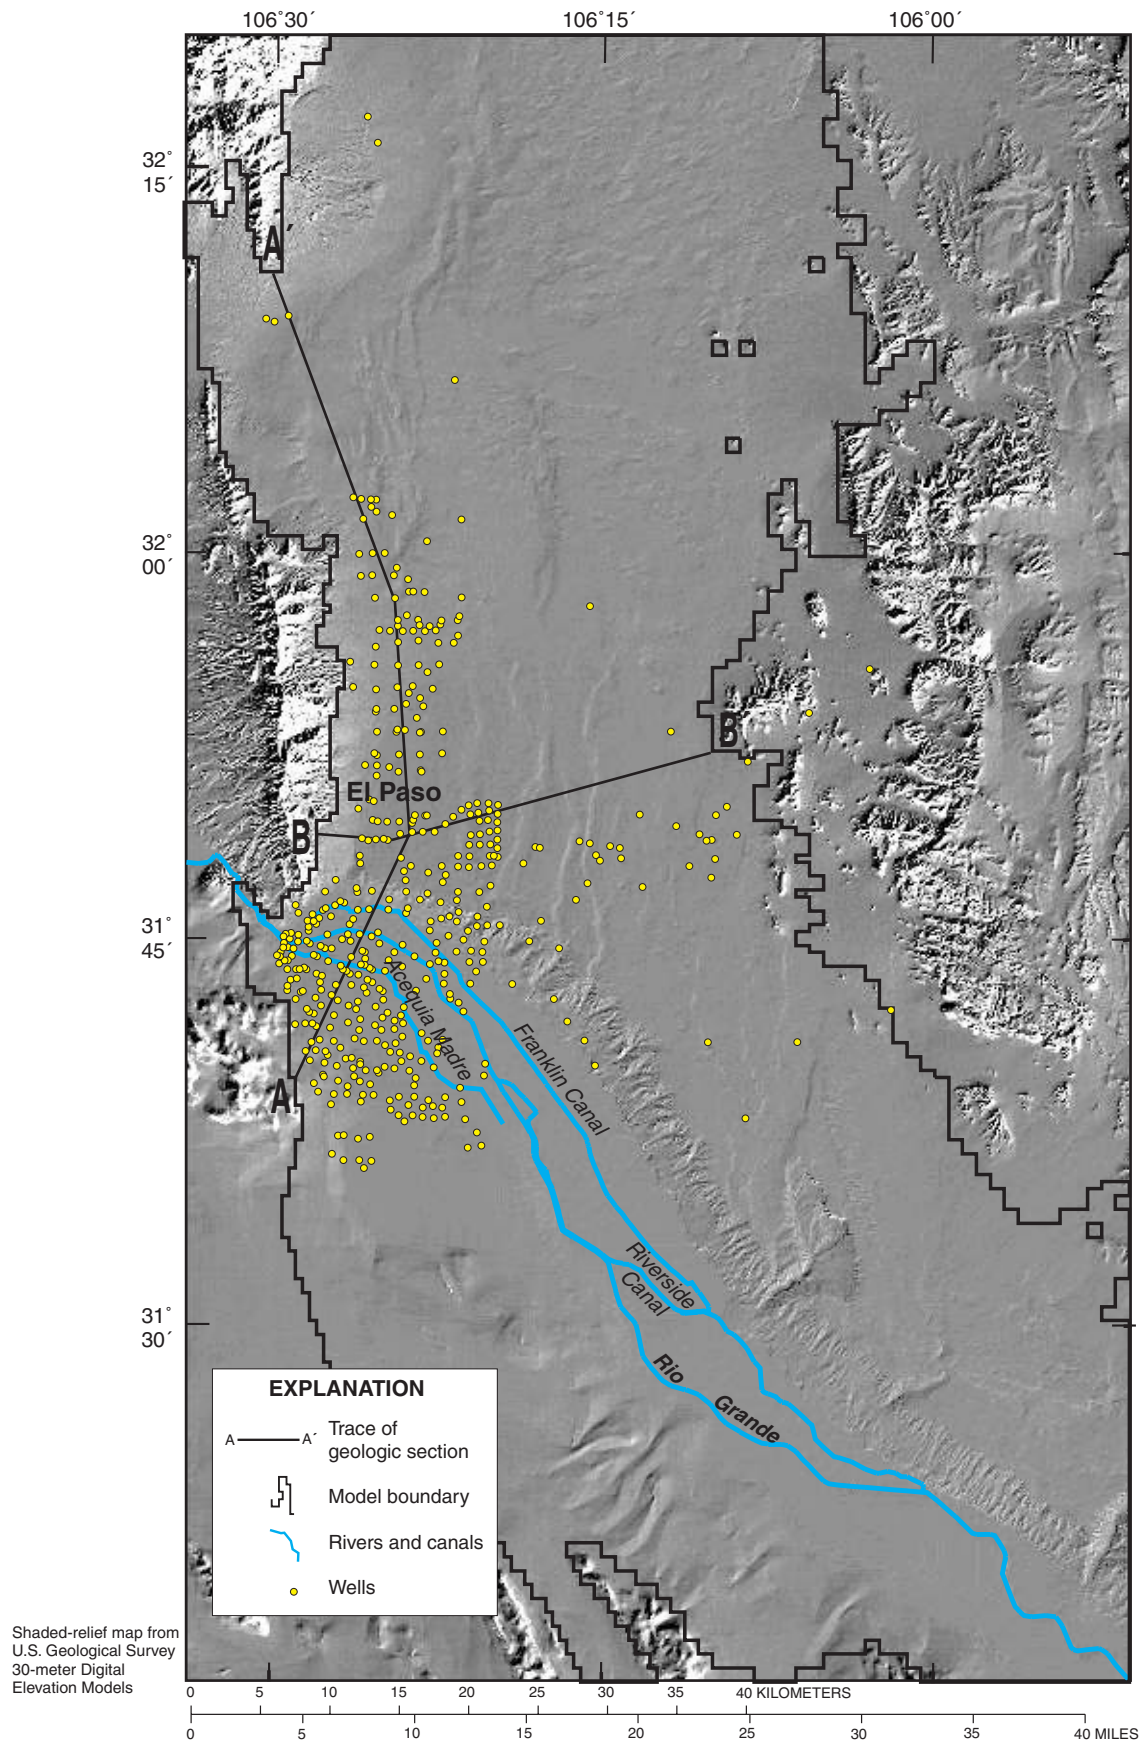 106°30´ 106°15´ 106°00´
32°
15´
A´
32°
00´
B´
El Paso
B
31°
45´
Acequia Madre
Franklin Canal
A
Riverside
Canal
31°
30´
Rio Grande
EXPLANATION
A A´ Trace of
geologic section
Model boundary
Rivers and canals
Wells
Shaded-relief map from
U.S. Geological Survey
30-meter Digital
Elevation Models
0 5 10 15 20 25 30 35 40 KILOMETERS
0 5 10 15 20 25 30 35 40 MILES